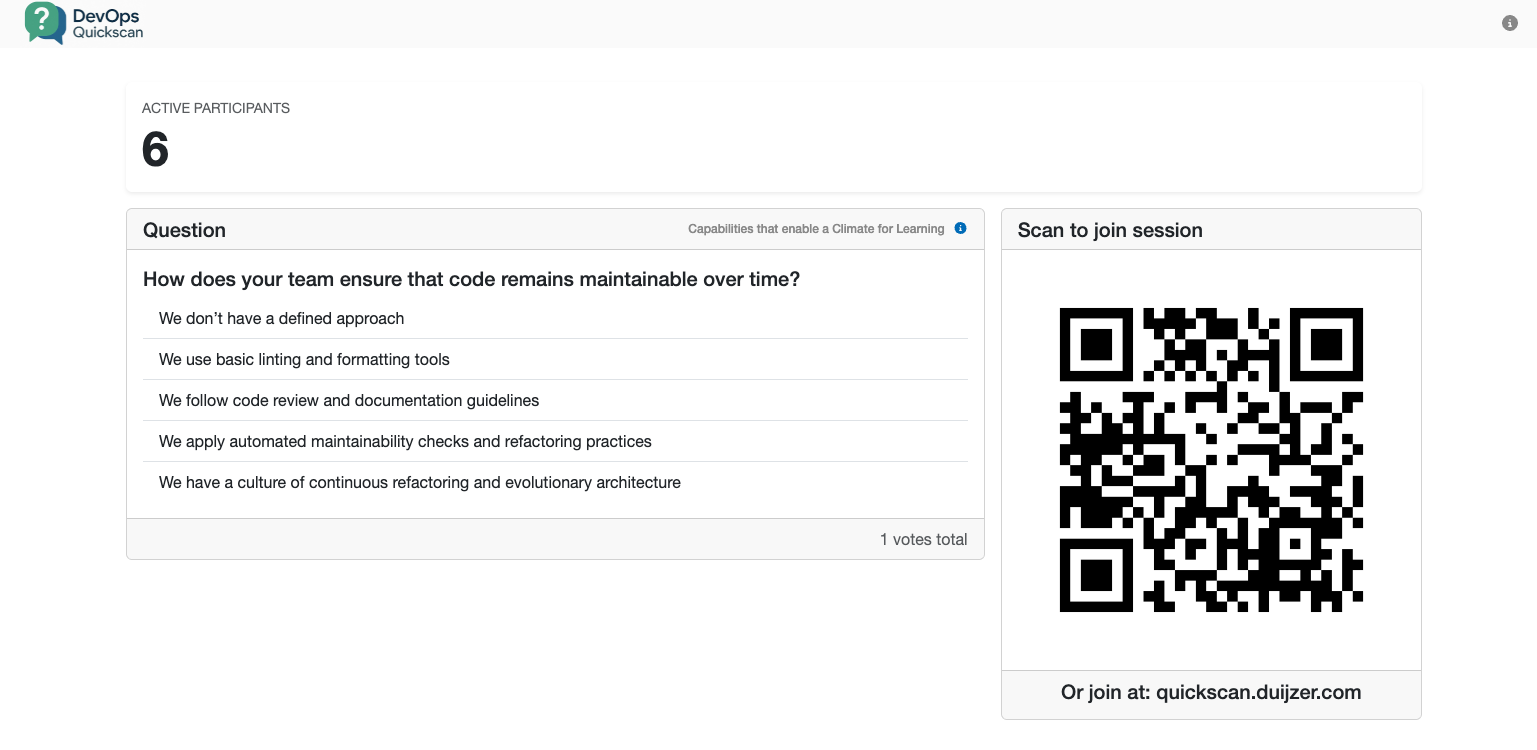 ?
DevOps
Quickscan
ACTIVE PARTICIPANTS
6
Question
Capabilities that enable a Climate for Learning
How does your team ensure that code remains maintainable over time?
We don’t have a defined approach
We use basic linting and formatting tools
We follow code review and documentation guidelines
We apply automated maintainability checks and refactoring practices
We have a culture of continuous refactoring and evolutionary architecture
1 votes total
Scan to join session
Or join at: quickscan.duijzer.com